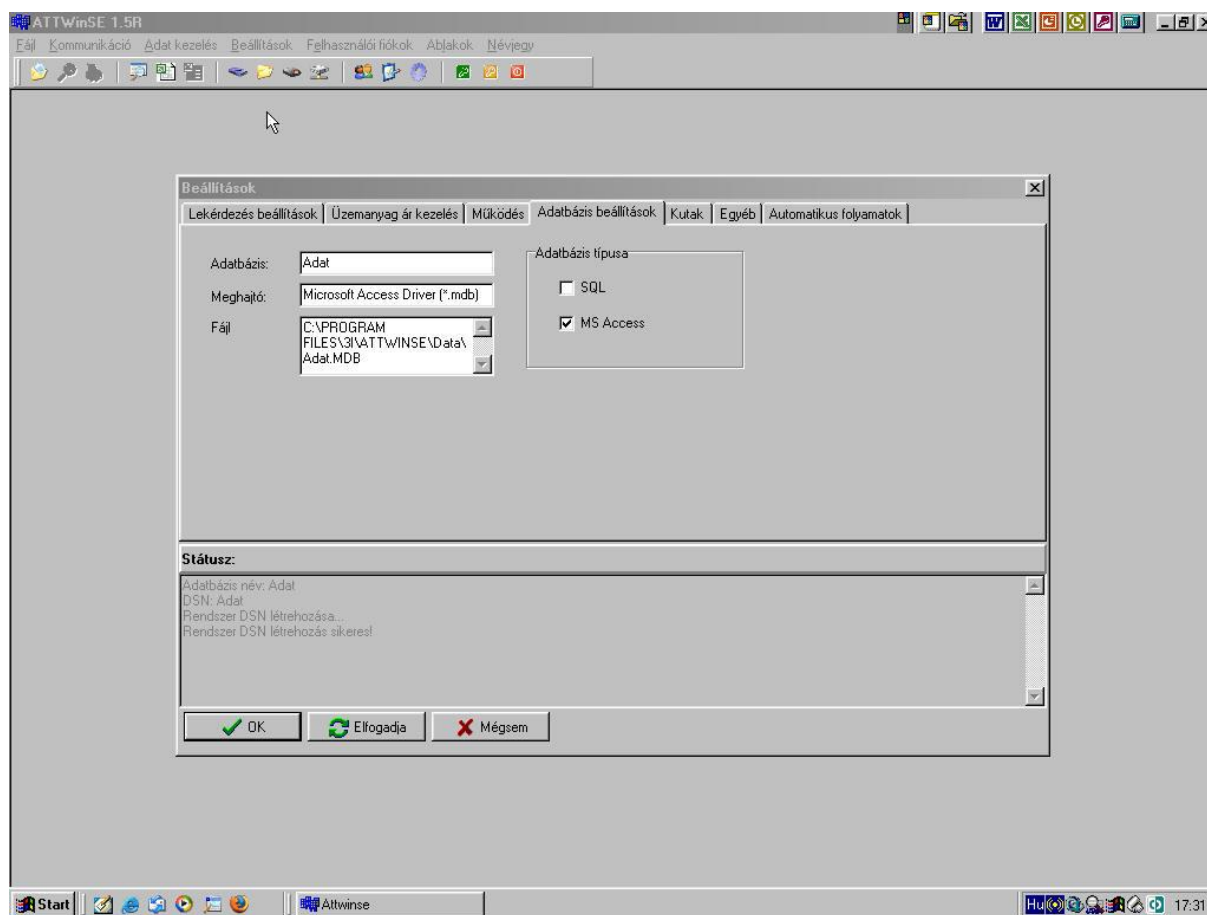 ATTWinSE 1.5R
Fájl Kommunikáció Adat kezelés Beállítások Felhasználói fiókok Ablakok Névjegy
Beállítások
Lekérdezés beállítások Üzemanyag ár kezelés Működés Adatbázis beállítások Kutak Egyéb Automatikus folyamatok
Adatbázis: Adat
Meghajtó: Microsoft Access Driver (*.mdb)
Fájl C:\PROGRAM
FILES\3I\ATTWINSE\Data\
Adat.MDB
Adatbázis típusa
SQL
MS Access
Státusz:
Adatbázis név: Adat
DSN: Adat
Rendszer DSN létrehozása...
Rendszer DSN létrehozás sikeres!
OK Elfogadja Mégsem
Start Attwinse Hu 17:31